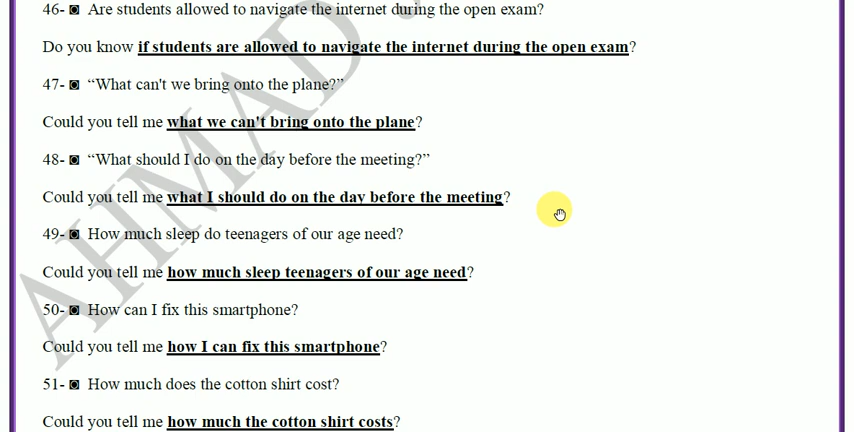 46- ◙ Are students allowed to navigate the internet during the open exam?
Do you know if students are allowed to navigate the internet during the open exam?
47- ◙ “What can't we bring onto the plane?”
Could you tell me what we can't bring onto the plane?
48- ◙ “What should I do on the day before the meeting?”
Could you tell me what I should do on the day before the meeting?
49- ◙ How much sleep do teenagers of our age need?
Could you tell me how much sleep teenagers of our age need?
50- ◙ How can I fix this smartphone?
Could you tell me how I can fix this smartphone?
51- ◙ How much does the cotton shirt cost?
Could you tell me how much the cotton shirt costs?
AHMAD